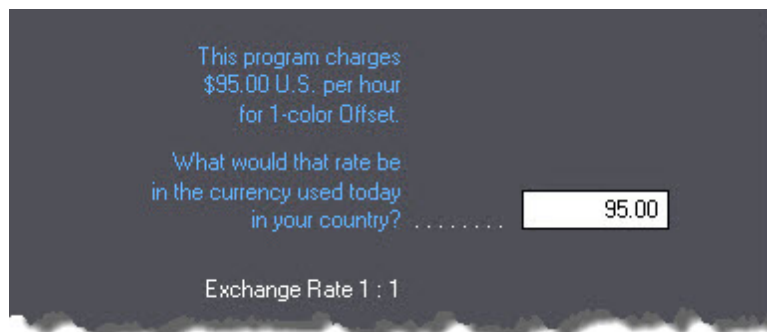 This program charges
$95.00 U.S. per hour
for 1-color Offset.
What would that rate be
in the currency used today
in your country? . . . . . . . . 95.00
Exchange Rate 1 : 1